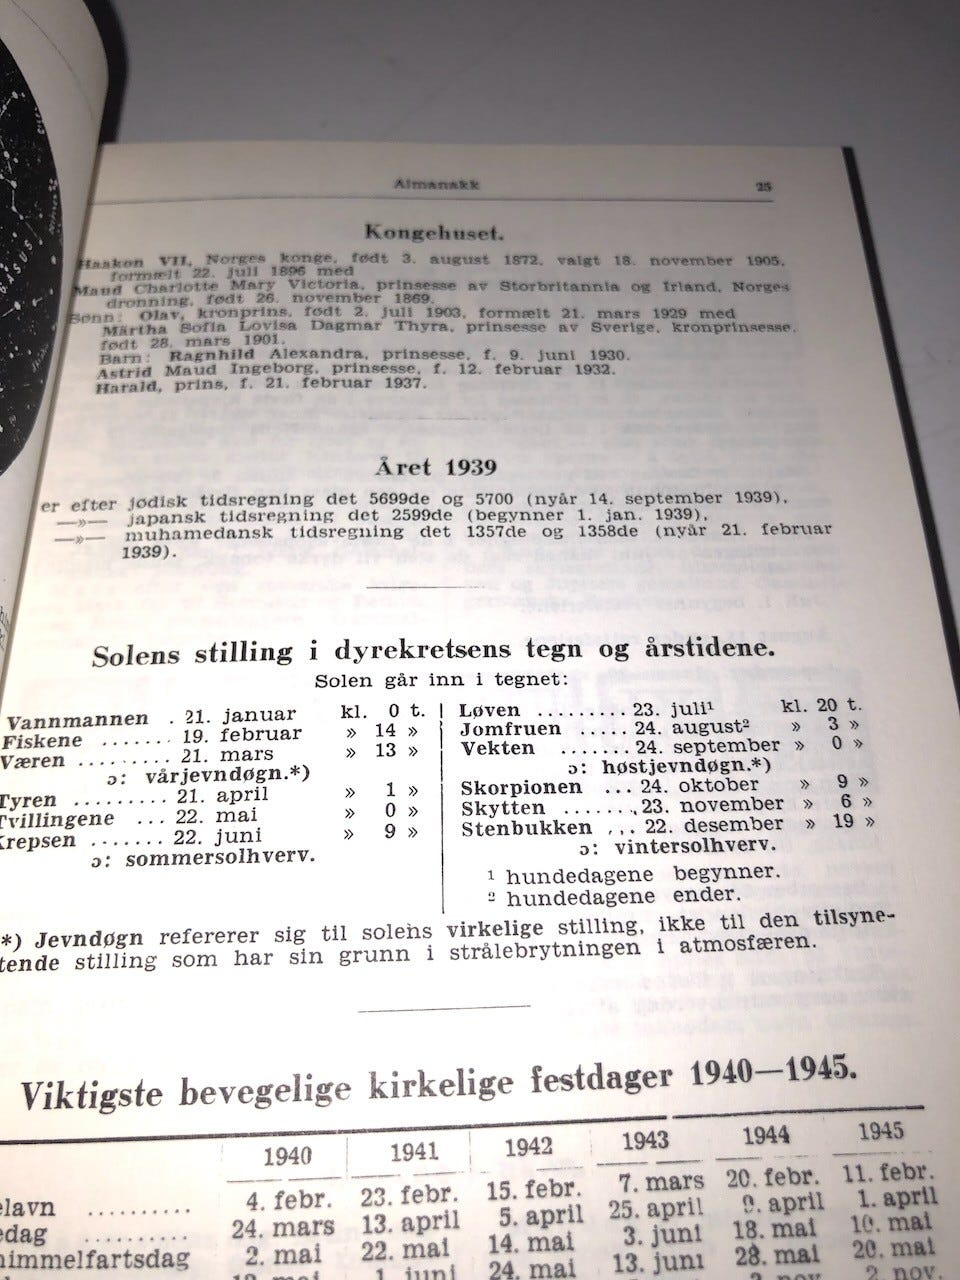 Almanakk 25
Kongehuset.
Haakon VII, Norges konge, født 3. august 1872, valgt 18. november 1905,
formælt 22. juli 1896 med
Maud Charlotte Mary Victoria, prinsesse av Storbritannia og Irland, Norges
dronning, født 26. november 1869.
Sønn: Olav, kronprins, født 2. juli 1903, formælt 21. mars 1929 med
Märtha Sofia Lovisa Dagmar Thyra, prinsesse av Sverige, kronprinsesse,
født 28. mars 1901.
Barn: Ragnhild Alexandra, prinsesse, f. 9. juni 1930.
Astrid Maud Ingeborg, prinsesse, f. 12. februar 1932.
Harald, prins, f. 21. februar 1937.
Året 1939
er efter jødisk tidsregning det 5699de og 5700 (nyår 14. september 1939),
—»— japansk tidsregning det 2599de (begynner 1. jan. 1939),
—»— muhamedansk tidsregning det 1357de og 1358de (nyår 21. februar
1939).
Solens stilling i dyrekretsens tegn og årstidene.
Solen går inn i tegnet:
Vannmannen . 21. januar kl. 0 t.
Fiskene ....... 19. februar » 14 »
Væren ......... 21. mars » 13 »
ɔ: vårjevndøgn.*)
Tyren ......... 21. april » 1 »
Tvillingene ... 22. mai » 0 »
Krepsen ...... 22. juni » 9 »
ɔ: sommersolhverv.
Løven ......... 23. juli¹ kl. 20 t.
Jomfruen ..... 24. august² » 3 »
Vekten ....... 24. september » 0 »
ɔ: høstjevndøgn.*)
Skorpionen ... 24. oktober » 9 »
Skytten ....... 23. november » 6 »
Stenbukken ... 22. desember » 19 »
ɔ: vintersolhverv.
¹ hundedagene begynner.
² hundedagene ender.
*) Jevndøgn refererer sig til solens virkelige stilling, ikke til den tilsyne-
tende stilling som har sin grunn i strålebrytningen i atmosfæren.
Viktigste bevegelige kirkelige festdager 1940—1945.
1940 1941 1942 1943 1944 1945
elavn .......... 4. febr. 23. febr. 15. febr. 7. mars 20. febr. 11. febr.
edag .......... 24. mars 13. april 5. april 25. april 9. april 1. april
himmelfartsdag 2. mai 22. mai 14. mai 3. juni 18. mai 10. mai
1. juni 24. mai 13. juni 28. mai 20. mai